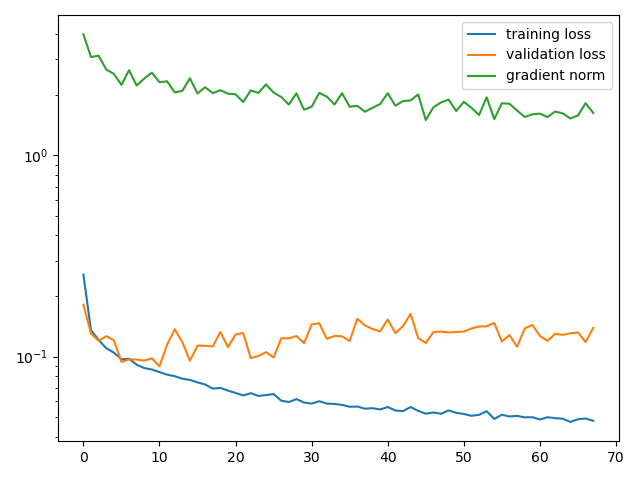 training loss
validation loss
gradient norm
10⁰
10⁻¹
0 10 20 30 40 50 60 70